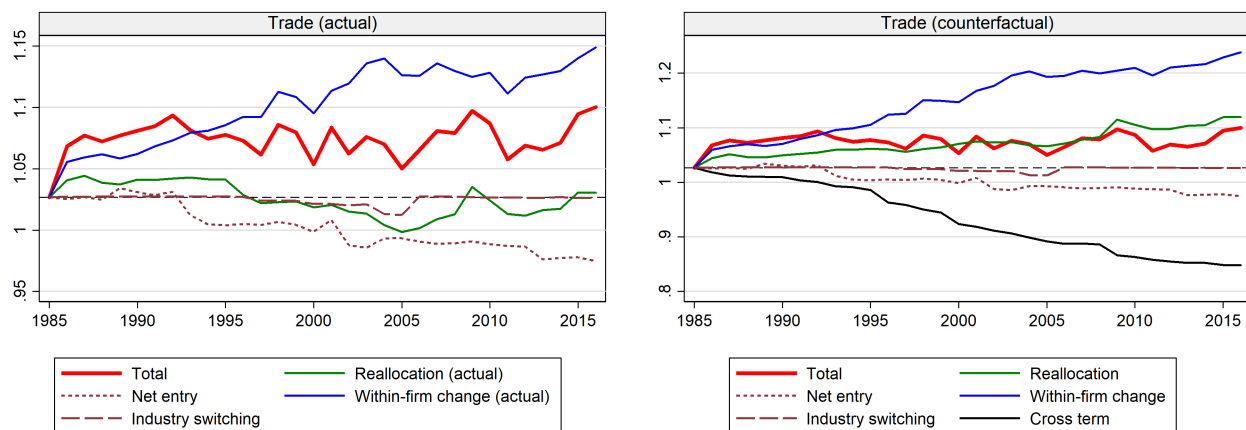 Trade (actual)
1.15
1.1
1.05
1
.95
1985 1990 1995 2000 2005 2010 2015
Total
Reallocation (actual)
Net entry
Within-firm change (actual)
Industry switching
Trade (counterfactual)
1.2
1.1
1
.9
.8
1985 1990 1995 2000 2005 2010 2015
Total
Reallocation
Net entry
Within-firm change
Industry switching
Cross term